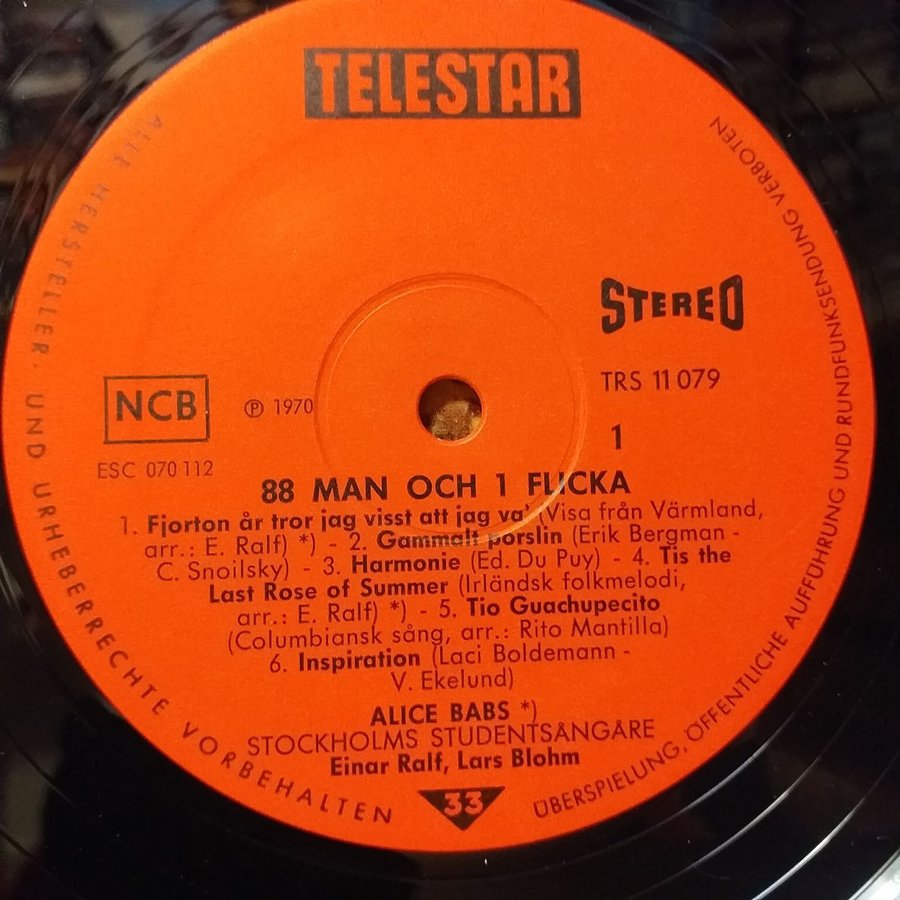 TELESTAR
STEREO
TRS 11 079
NCB
℗ 1970
1
ESC 070 112
88 MAN OCH 1 FLICKA
1. Fjorton år tror jag visst att jag va' (Visa från Värmland,
arr.: E. Ralf) *) - 2. Gammalt porslin (Erik Bergman -
C. Snoilsky) - 3. Harmonie (Ed. Du Puy) - 4. Tis the
Last Rose of Summer (Irländsk folkmelodi,
arr.: E. Ralf) *) - 5. Tio Guachupecito
(Columbiansk sång, arr.: Rito Mantilla)
6. Inspiration (Laci Boldemann -
V. Ekelund)
ALICE BABS *)
STOCKHOLMS STUDENTSÅNGARE
Einar Ralf, Lars Blohm
33
ALLE HERSTELLER- UND URHEBERRECHTE VORBEHALTEN
ÜBERSPIELUNG, ÖFFENTLICHE AUFFÜHRUNG UND RUNDFUNKSENDUNG VERBOTEN